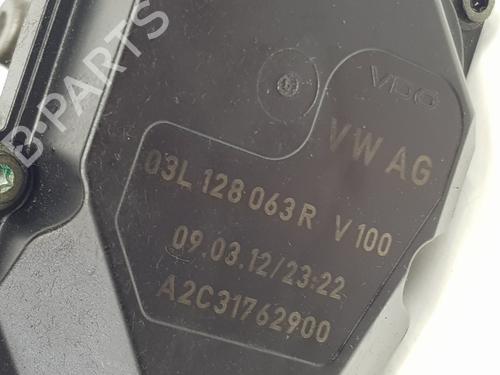 B-PARTS
VDO
VW AG
03L 128 063 R V100
09.03.12/23:22
A2C31762900